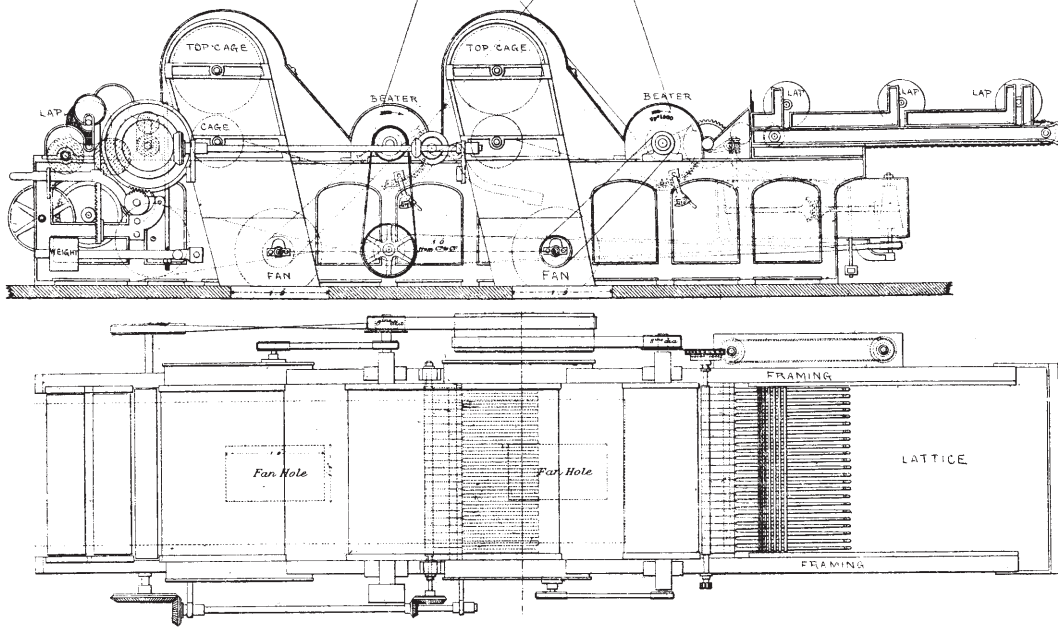 TOP CAGE
TOP CAGE.
LAP
BEATER
BEATER
LAP
LAP
LAP
CAGE
WEIGHT
FAN
FAN
FRAMING
Fan Hole
Fan Hole
LATTICE
FRAMING